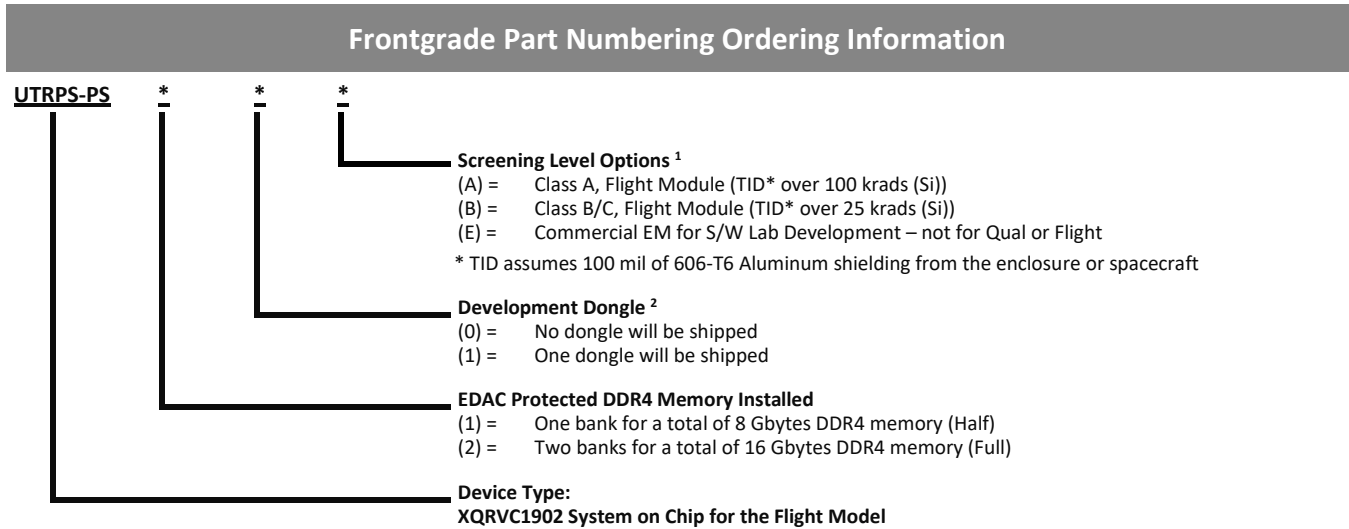 Frontgrade Part Numbering Ordering Information
UTRPS-PS * * *
Screening Level Options 1
(A) = Class A, Flight Module (TID* over 100 krads (Si))
(B) = Class B/C, Flight Module (TID* over 25 krads (Si))
(E) = Commercial EM for S/W Lab Development – not for Qual or Flight
* TID assumes 100 mil of 606-T6 Aluminum shielding from the enclosure or spacecraft
Development Dongle 2
(0) = No dongle will be shipped
(1) = One dongle will be shipped
EDAC Protected DDR4 Memory Installed
(1) = One bank for a total of 8 Gbytes DDR4 memory (Half)
(2) = Two banks for a total of 16 Gbytes DDR4 memory (Full)
Device Type:
XQRVC1902 System on Chip for the Flight Model